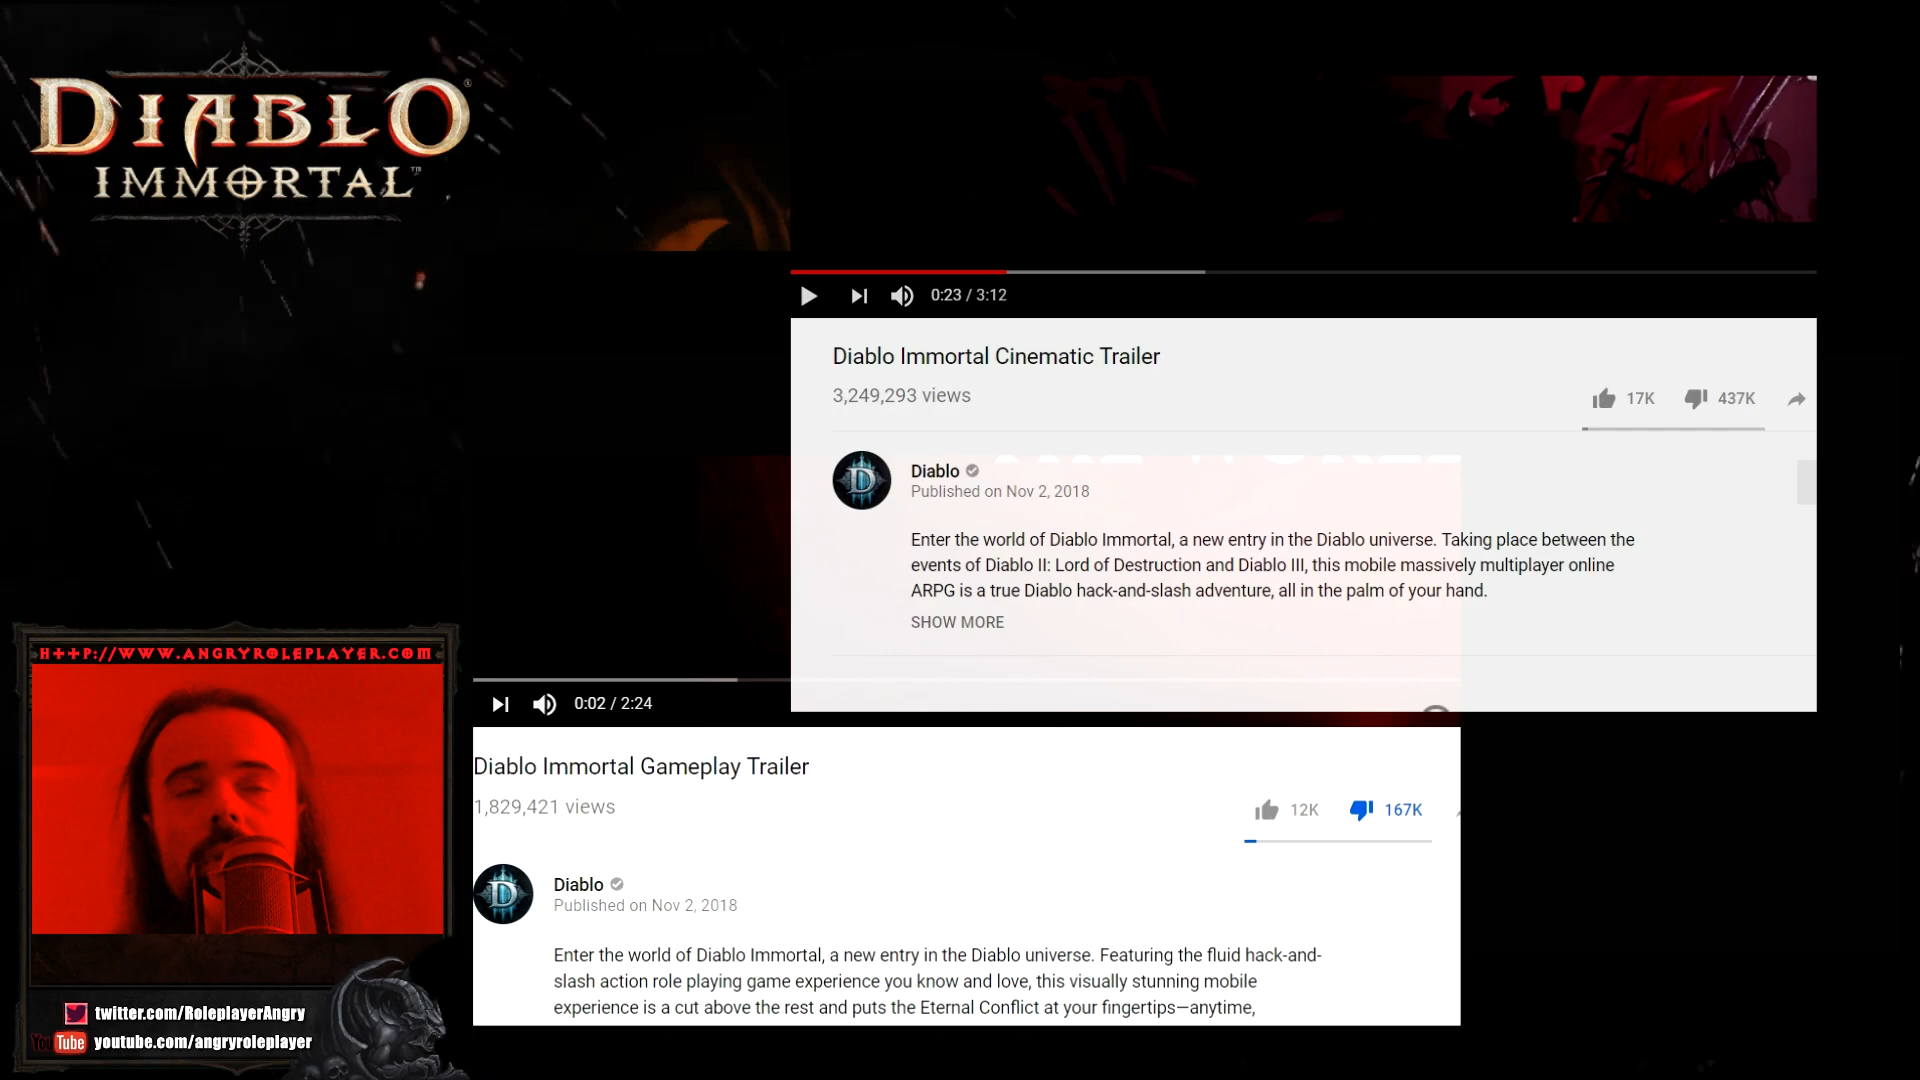 DIABLO®
IMMORTAL™
0:23 / 3:12
Diablo Immortal Cinematic Trailer
3,249,293 views
17K
437K
Diablo
Published on Nov 2, 2018
Enter the world of Diablo Immortal, a new entry in the Diablo universe. Taking place between the
events of Diablo II: Lord of Destruction and Diablo III, this mobile massively multiplayer online
ARPG is a true Diablo hack-and-slash adventure, all in the palm of your hand.
SHOW MORE
0:02 / 2:24
Diablo Immortal Gameplay Trailer
1,829,421 views
12K
167K
Diablo
Published on Nov 2, 2018
Enter the world of Diablo Immortal, a new entry in the Diablo universe. Featuring the fluid hack-and-
slash action role playing game experience you know and love, this visually stunning mobile
experience is a cut above the rest and puts the Eternal Conflict at your fingertips—anytime,
HTTP://WWW.ANGRYROLEPLAYER.COM
twitter.com/RoleplayerAngry
YouTube youtube.com/angryroleplayer